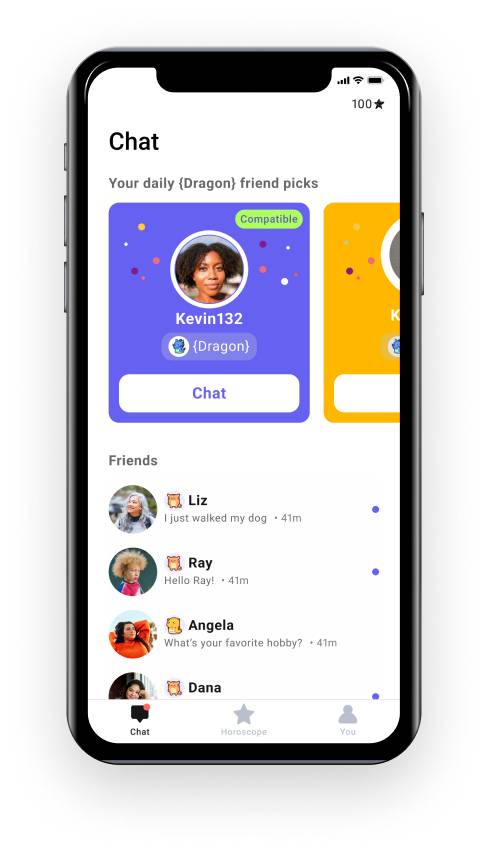 100
Chat
Your daily {Dragon} friend picks
Compatible
Kevin132
K
{Dragon}
Chat
Friends
Liz
I just walked my dog • 41m
Ray
Hello Ray! • 41m
Angela
What's your favorite hobby? • 41m
Dana
Chat
Horoscope
You